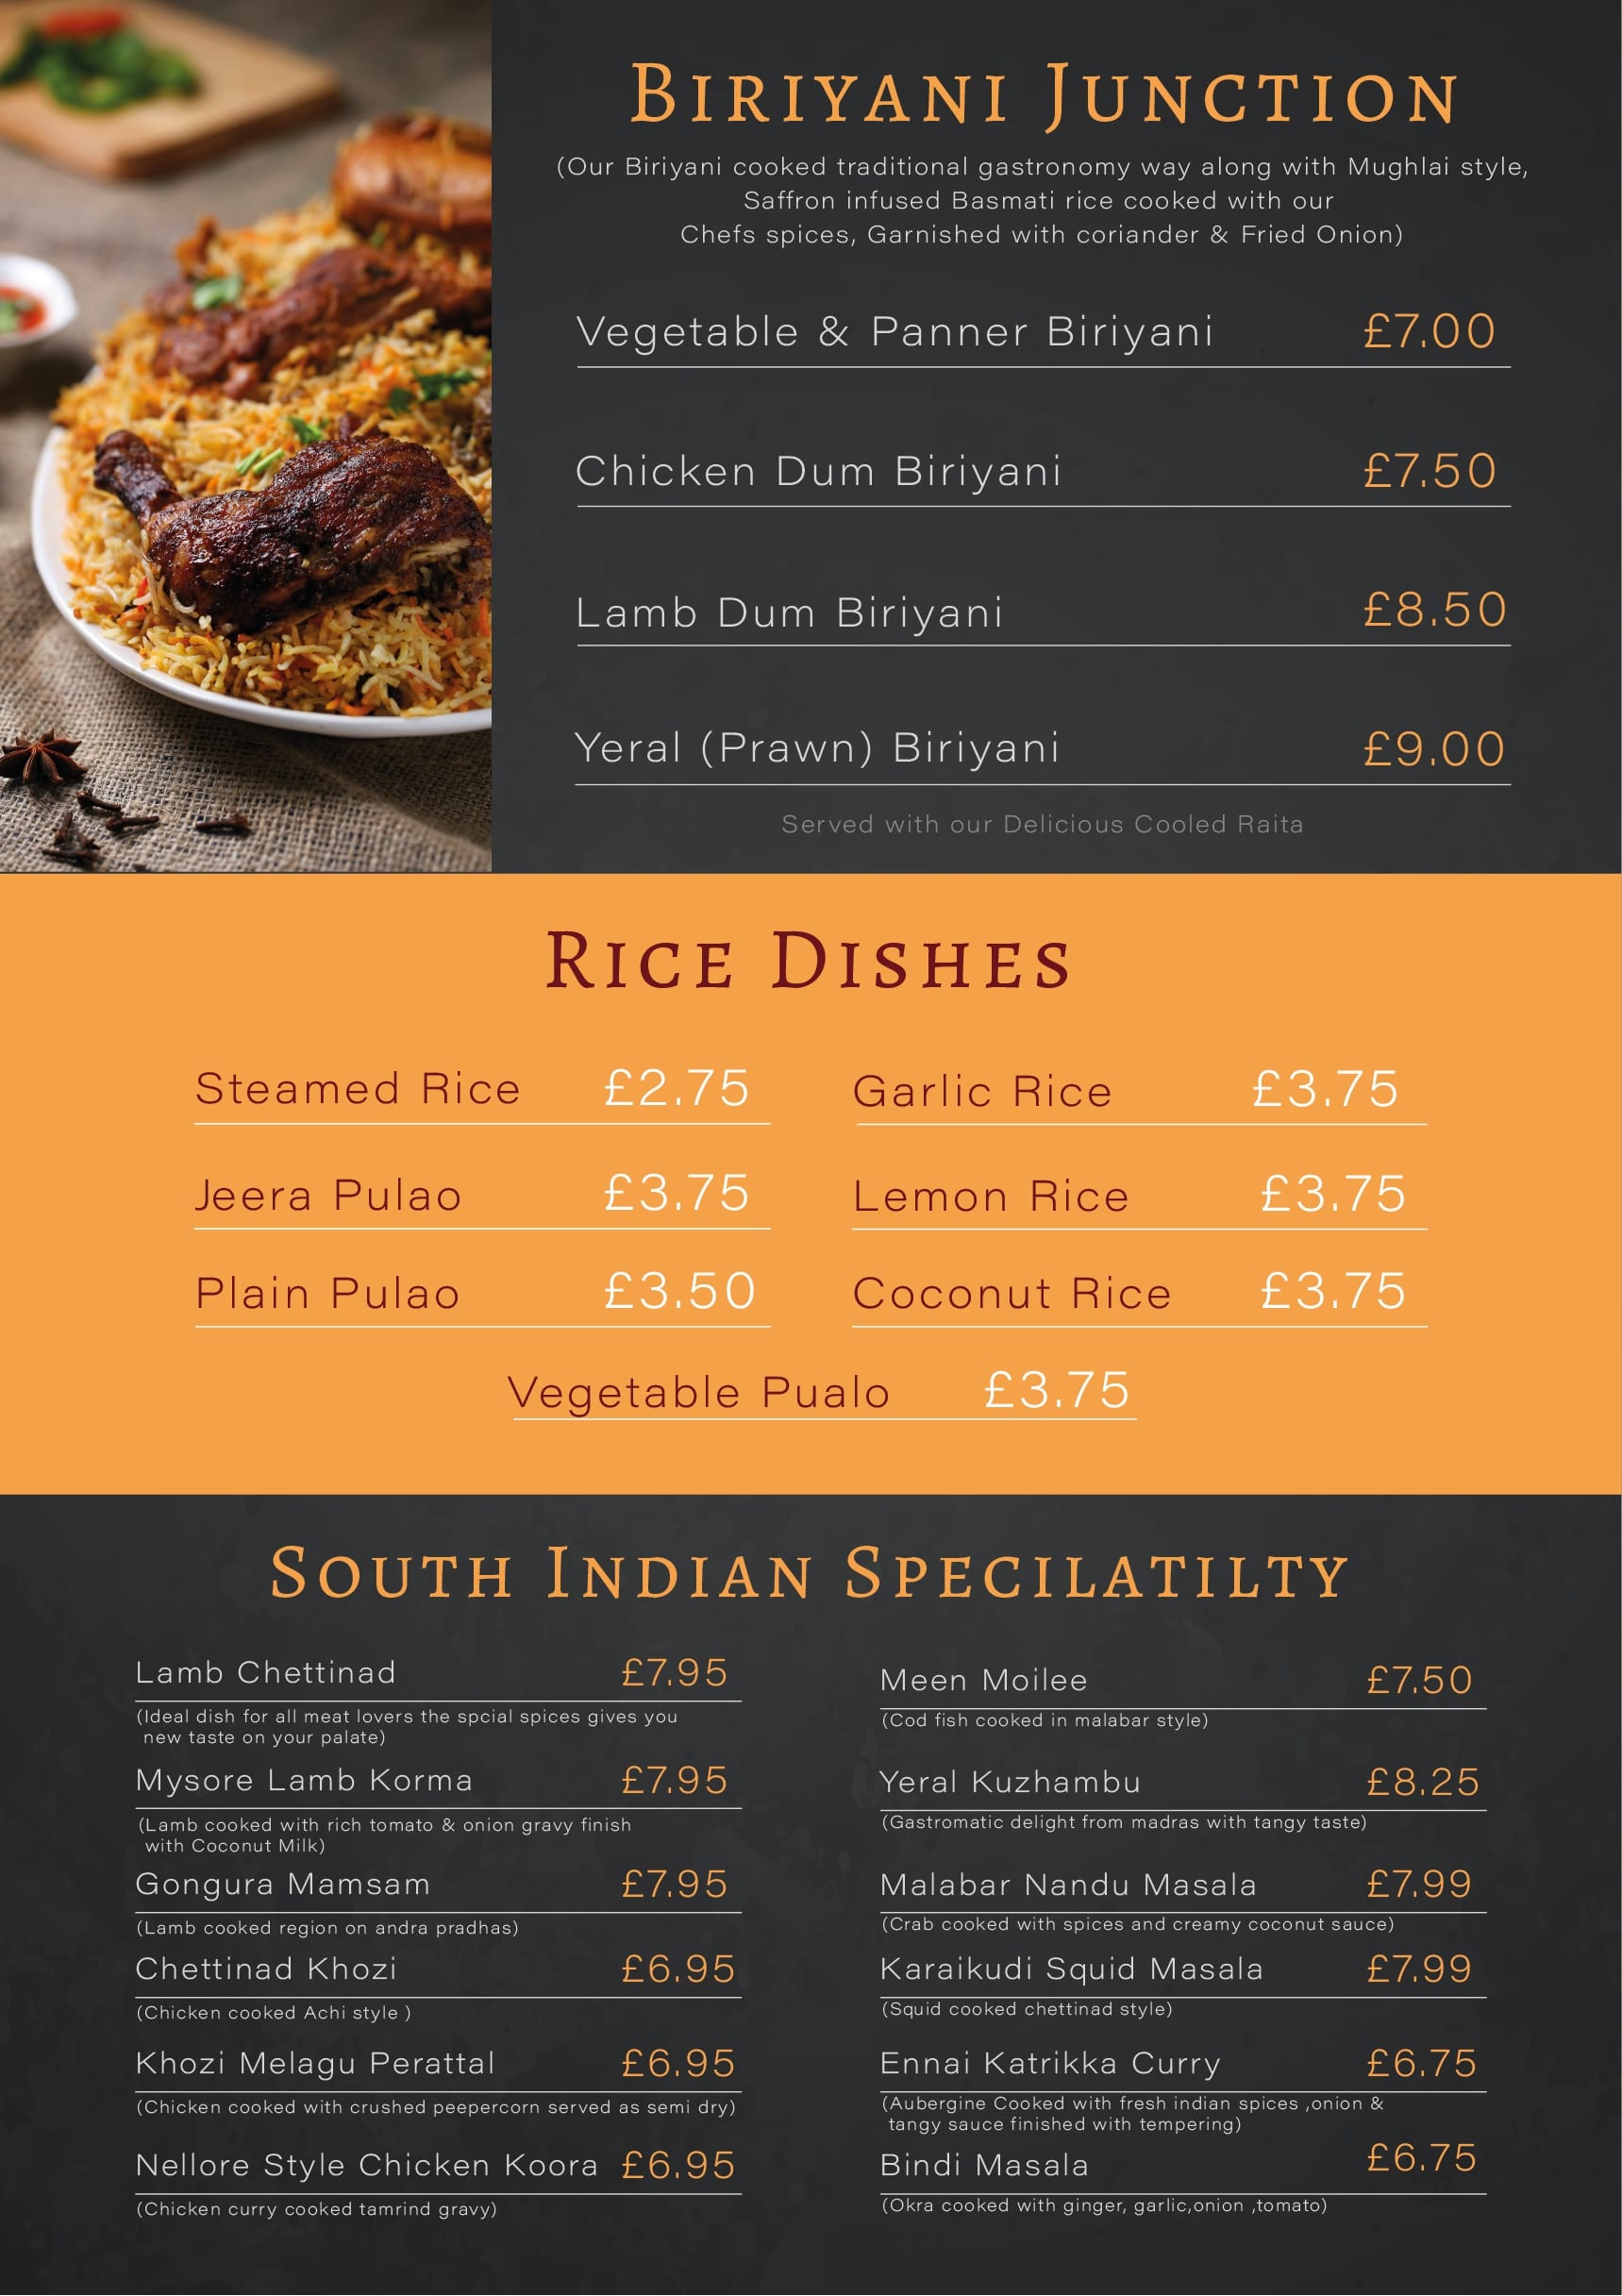 BIRIYANI JUNCTION
(Our Biriyani cooked traditional gastronomy way along with Mughlai style,
Saffron infused Basmati rice cooked with our
Chefs spices, Garnished with coriander & Fried Onion)
Vegetable & Panner Biriyani £7.00
Chicken Dum Biriyani £7.50
Lamb Dum Biriyani £8.50
Yeral (Prawn) Biriyani £9.00
Served with our Delicious Cooled Raita
RICE DISHES
Steamed Rice £2.75
Jeera Pulao £3.75
Plain Pulao £3.50
Garlic Rice £3.75
Lemon Rice £3.75
Coconut Rice £3.75
Vegetable Pualo £3.75
SOUTH INDIAN SPECILATILTY
Lamb Chettinad £7.95
(Ideal dish for all meat lovers the spcial spices gives you
new taste on your palate)
Mysore Lamb Korma £7.95
(Lamb cooked with rich tomato & onion gravy finish
with Coconut Milk)
Gongura Mamsam £7.95
(Lamb cooked region on andra pradhas)
Chettinad Khozi £6.95
(Chicken cooked Achi style )
Khozi Melagu Perattal £6.95
(Chicken cooked with crushed peepercorn served as semi dry)
Nellore Style Chicken Koora £6.95
(Chicken curry cooked tamrind gravy)
Meen Moilee £7.50
(Cod fish cooked in malabar style)
Yeral Kuzhambu £8.25
(Gastromatic delight from madras with tangy taste)
Malabar Nandu Masala £7.99
(Crab cooked with spices and creamy coconut sauce)
Karaikudi Squid Masala £7.99
(Squid cooked chettinad style)
Ennai Katrikka Curry £6.75
(Aubergine Cooked with fresh indian spices ,onion &
tangy sauce finished with tempering)
Bindi Masala £6.75
(Okra cooked with ginger, garlic,onion ,tomato)